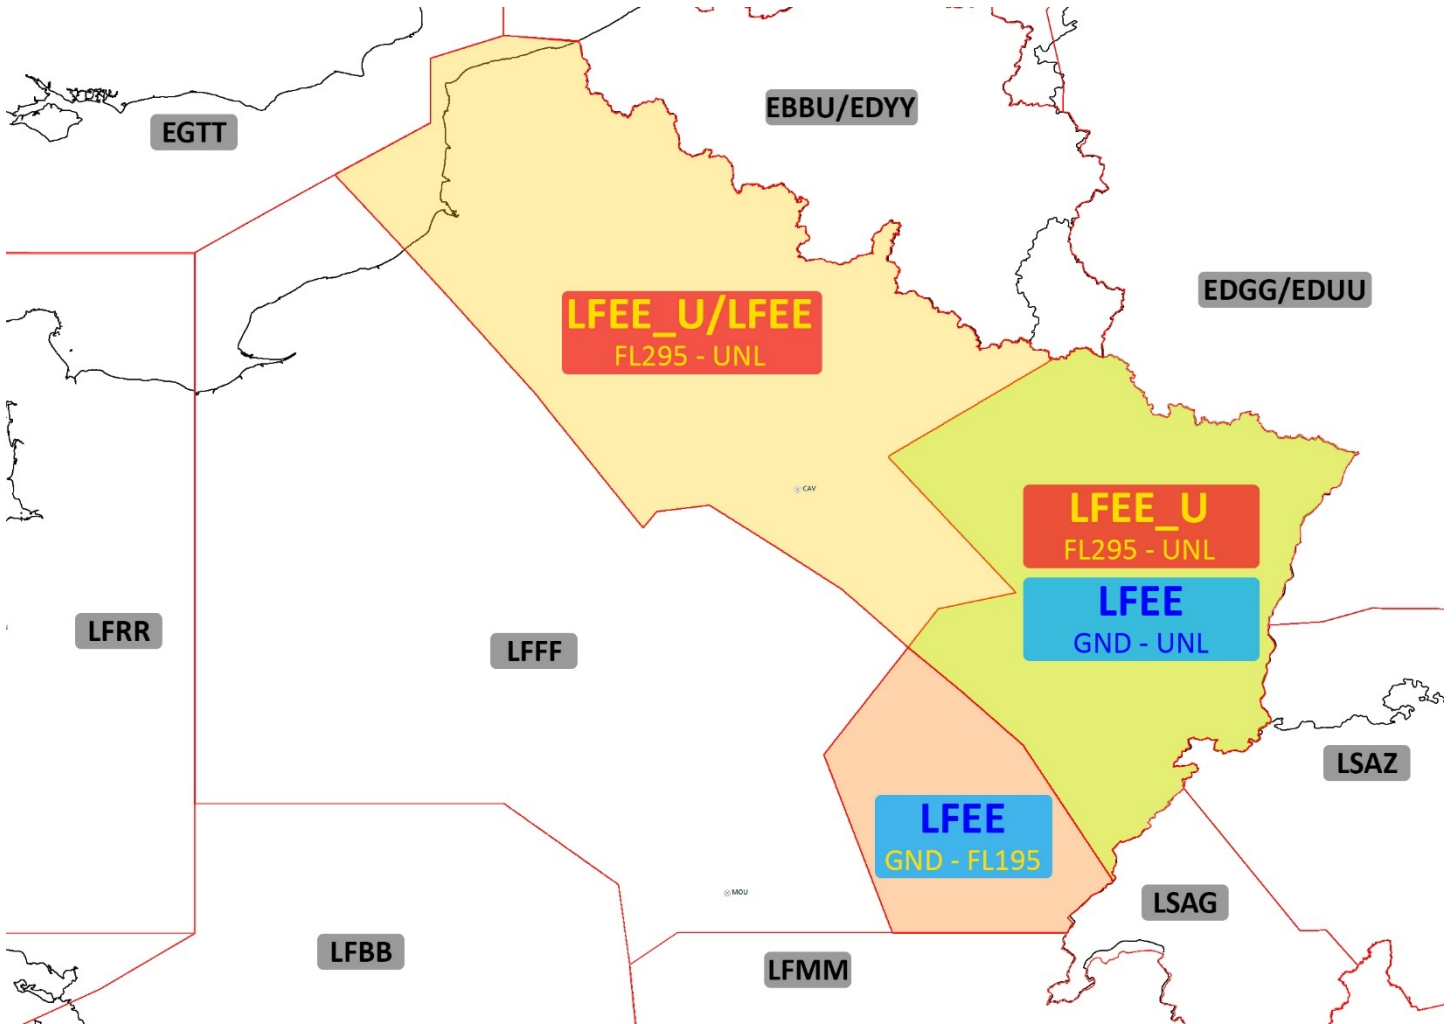 EBBU/EDYY
EGTT
EDGG/EDUU
LFEE_U/LFEE
FL295 - UNL
CAV
LFEE_U
FL295 - UNL
LFEE
GND - UNL
LFRR
LFFF
LSAZ
LFEE
GND - FL195
MOU
LSAG
LFBB
LFMM